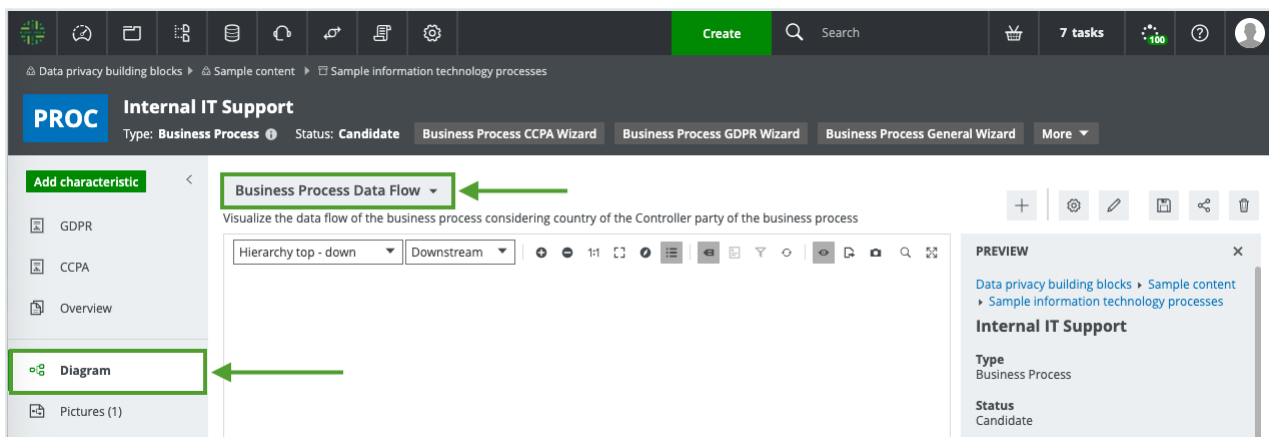 Create
Search
7 tasks
100
Data privacy building blocks Sample content Sample information technology processes
PROC
Internal IT Support
Type: Business Process Status: Candidate
Business Process CCPA Wizard
Business Process GDPR Wizard
Business Process General Wizard
More
Add characteristic
GDPR
CCPA
Overview
Diagram
Pictures (1)
Business Process Data Flow
Visualize the data flow of the business process considering country of the Controller party of the business process
Hierarchy top - down
Downstream
1:1
PREVIEW
Data privacy building blocks Sample content
Sample information technology processes
Internal IT Support
Type
Business Process
Status
Candidate